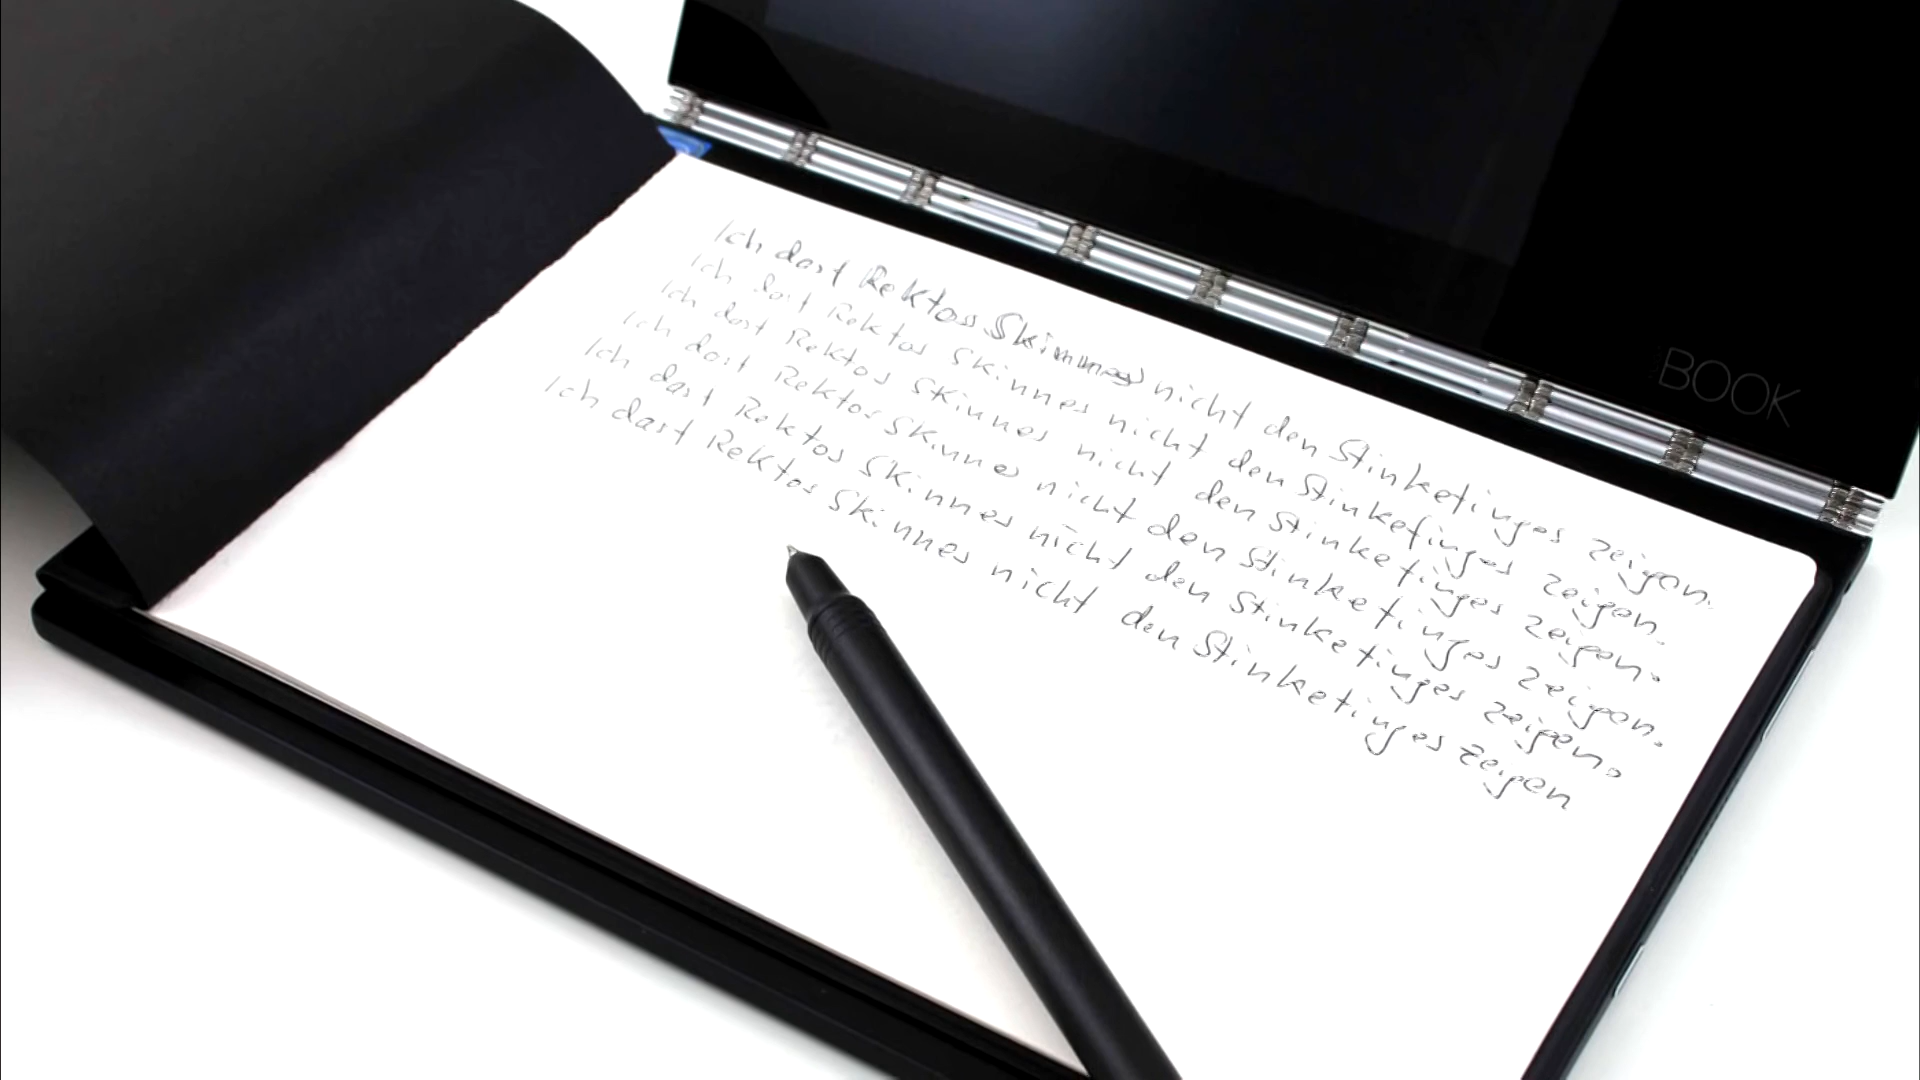 Ich darf Rektor Skinner nicht den Stinkefinger zeigen.
Ich darf Rektor Skinner nicht den Stinkefinger zeigen.
Ich darf Rektor Skinner nicht den Stinkefinger zeigen.
Ich darf Rektor Skinner nicht den Stinkefinger zeigen.
Ich darf Rektor Skinner nicht den Stinkefinger zeigen.
Ich darf Rektor Skinner nicht den Stinkefinger zeigen
BOOK